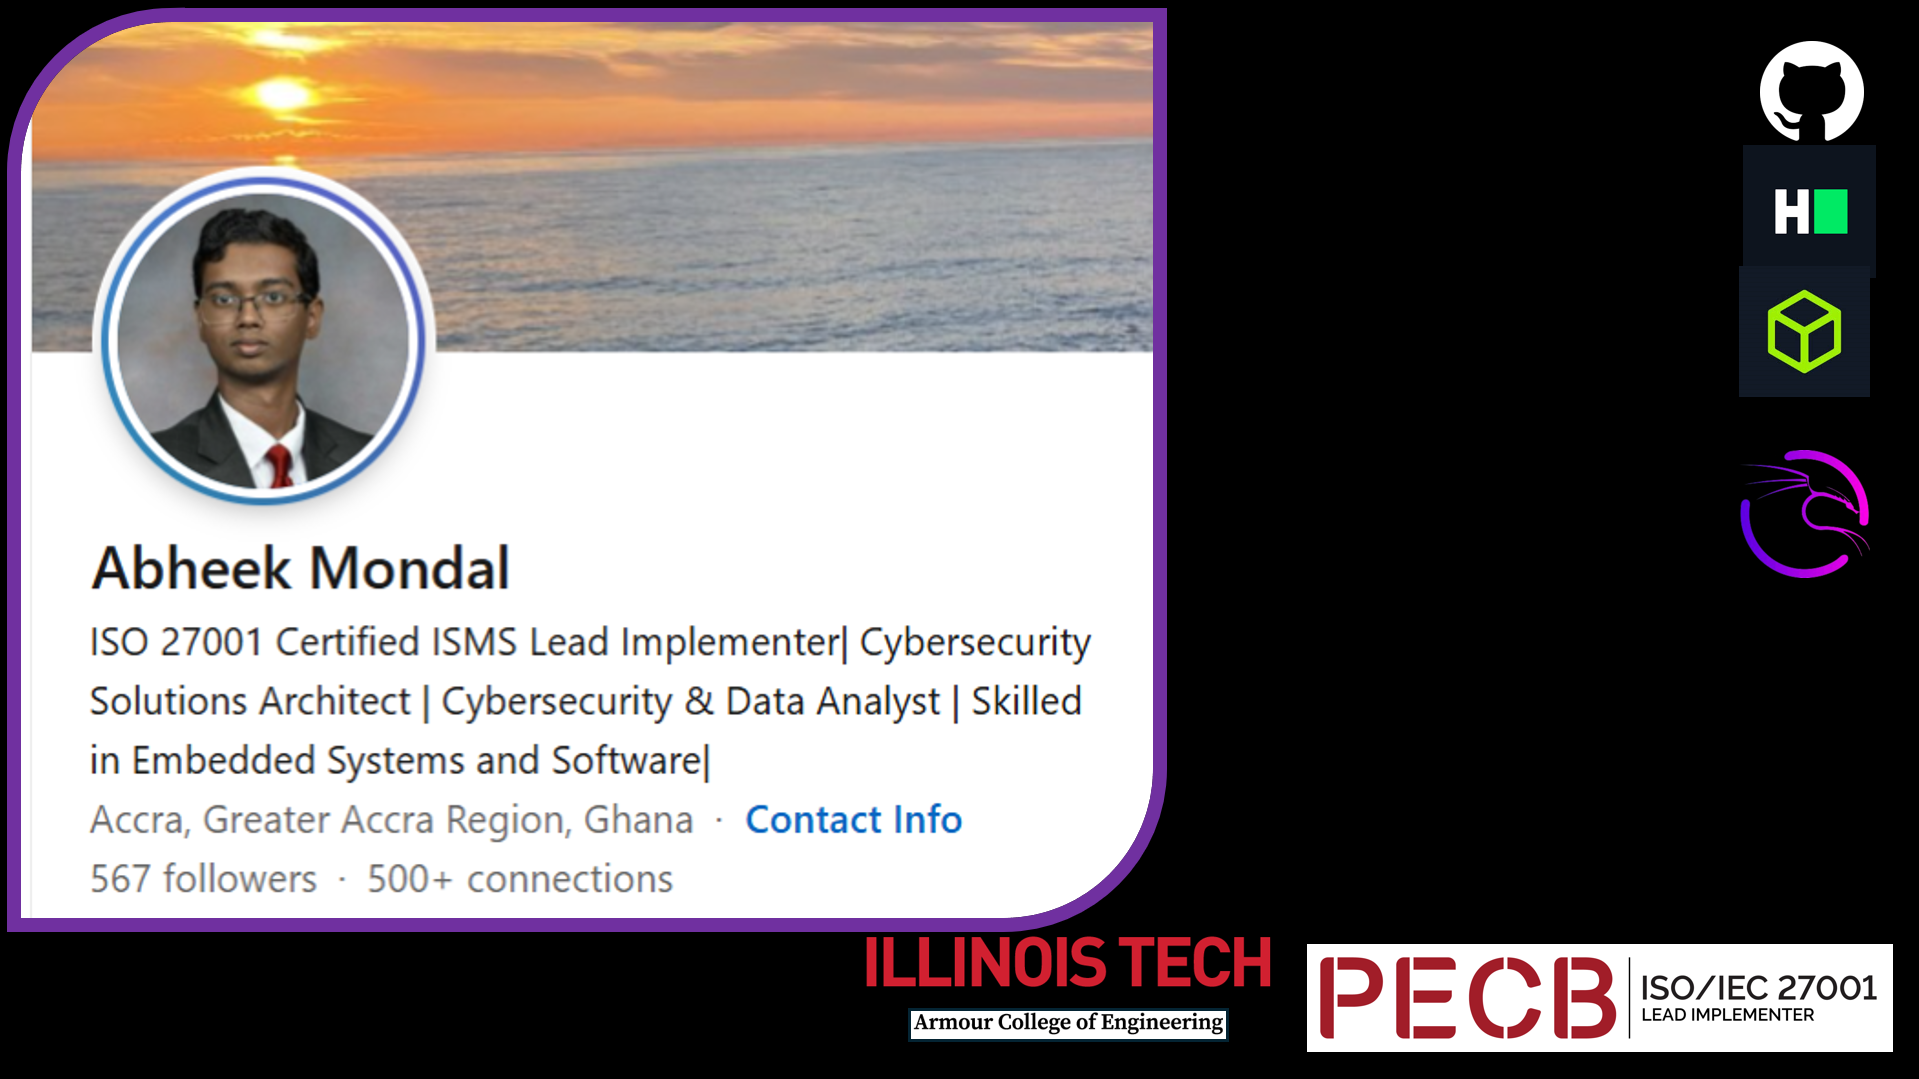 H
Abheek Mondal
ISO 27001 Certified ISMS Lead Implementer| Cybersecurity
Solutions Architect | Cybersecurity & Data Analyst | Skilled
in Embedded Systems and Software|
Accra, Greater Accra Region, Ghana · Contact Info
567 followers · 500+ connections
ILLINOIS TECH
Armour College of Engineering
PECB
ISO/IEC 27001
LEAD IMPLEMENTER